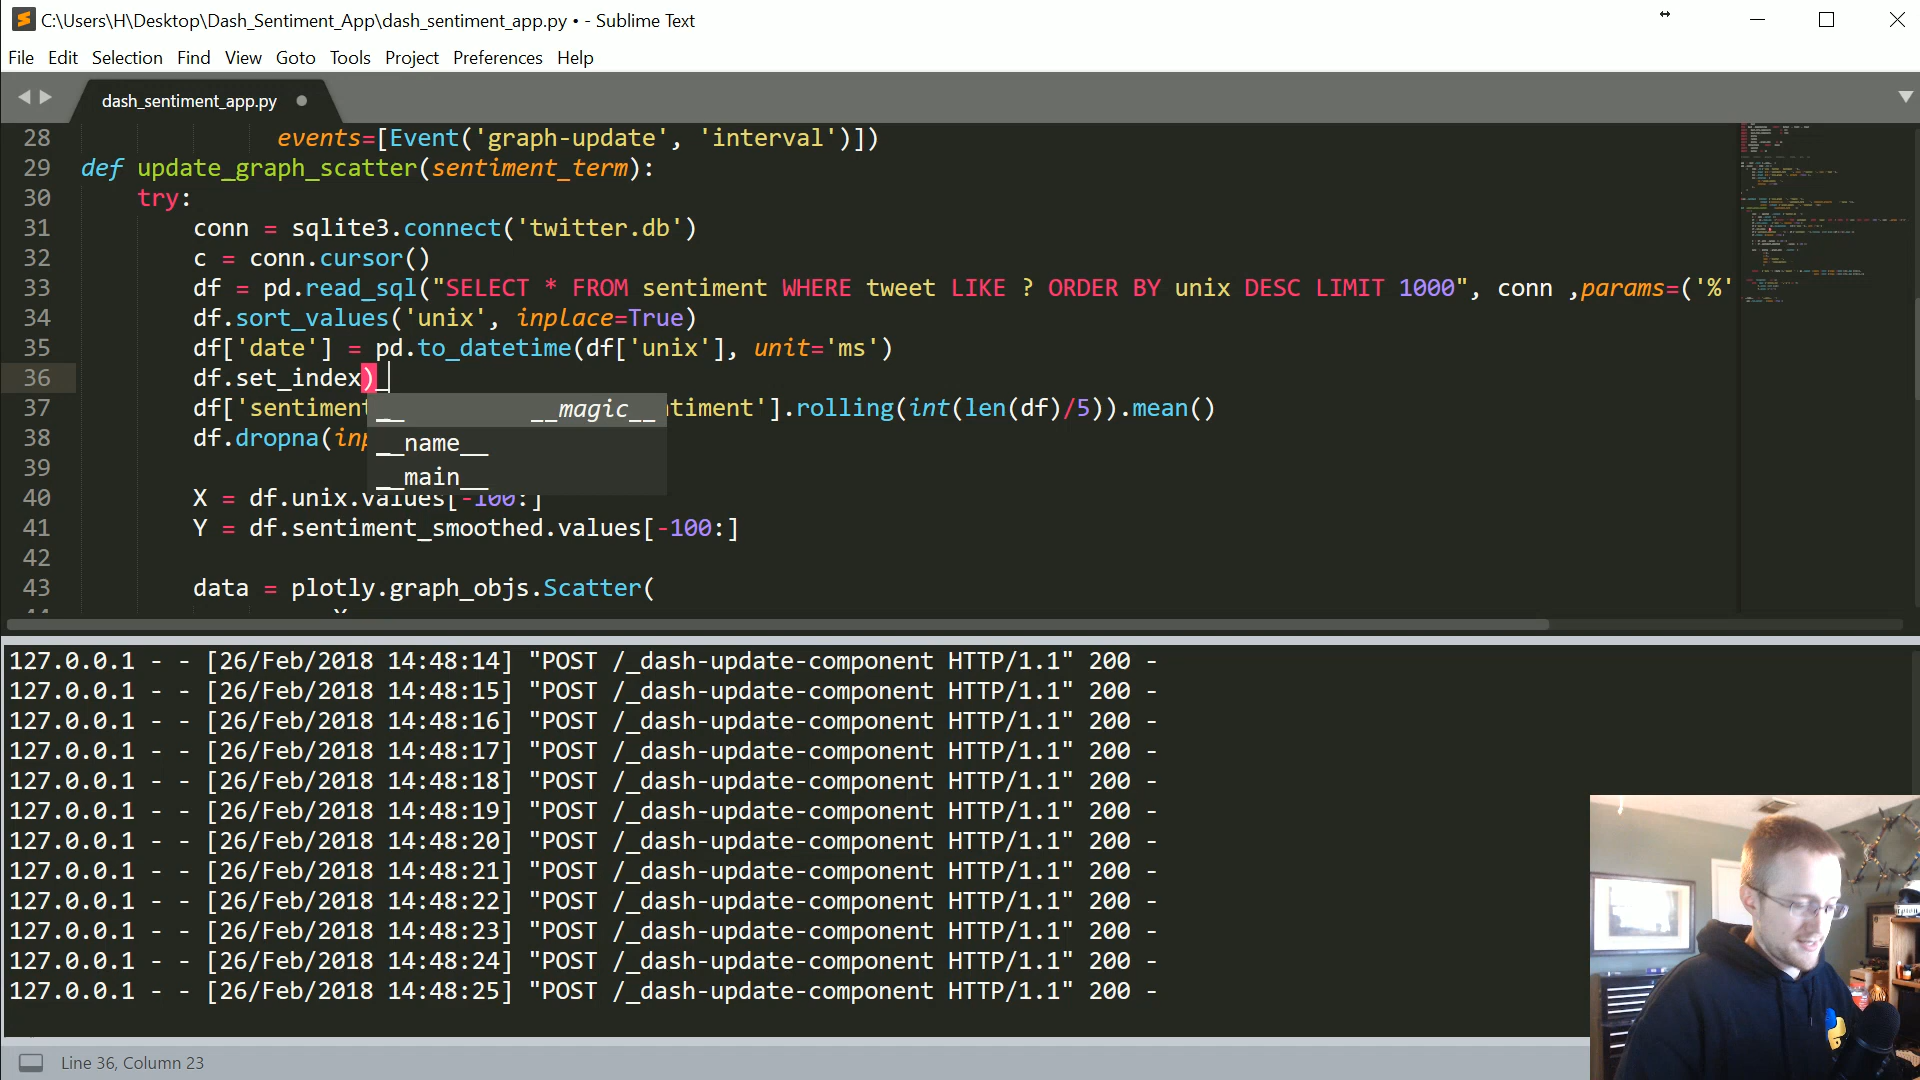 C:\Users\H\Desktop\Dash_Sentiment_App\dash_sentiment_app.py • - Sublime Text
File Edit Selection Find View Goto Tools Project Preferences Help
dash_sentiment_app.py
28 events=[Event('graph-update', 'interval')])
29 def update_graph_scatter(sentiment_term):
30 try:
31 conn = sqlite3.connect('twitter.db')
32 c = conn.cursor()
33 df = pd.read_sql("SELECT * FROM sentiment WHERE tweet LIKE ? ORDER BY unix DESC LIMIT 1000", conn ,params=('%'
34 df.sort_values('unix', inplace=True)
35 df['date'] = pd.to_datetime(df['unix'], unit='ms')
36 df.set_index)_
37 df['sentiment timent'].rolling(int(len(df)/5)).mean()
__ __magic__
38 df.dropna(inp
__name__
39
__main__
40 X = df.unix.values[-100:]
41 Y = df.sentiment_smoothed.values[-100:]
42
43 data = plotly.graph_objs.Scatter(
127.0.0.1 - - [26/Feb/2018 14:48:14] "POST /_dash-update-component HTTP/1.1" 200 -
127.0.0.1 - - [26/Feb/2018 14:48:15] "POST /_dash-update-component HTTP/1.1" 200 -
127.0.0.1 - - [26/Feb/2018 14:48:16] "POST /_dash-update-component HTTP/1.1" 200 -
127.0.0.1 - - [26/Feb/2018 14:48:17] "POST /_dash-update-component HTTP/1.1" 200 -
127.0.0.1 - - [26/Feb/2018 14:48:18] "POST /_dash-update-component HTTP/1.1" 200 -
127.0.0.1 - - [26/Feb/2018 14:48:19] "POST /_dash-update-component HTTP/1.1" 200 -
127.0.0.1 - - [26/Feb/2018 14:48:20] "POST /_dash-update-component HTTP/1.1" 200 -
127.0.0.1 - - [26/Feb/2018 14:48:21] "POST /_dash-update-component HTTP/1.1" 200 -
127.0.0.1 - - [26/Feb/2018 14:48:22] "POST /_dash-update-component HTTP/1.1" 200 -
127.0.0.1 - - [26/Feb/2018 14:48:23] "POST /_dash-update-component HTTP/1.1" 200 -
127.0.0.1 - - [26/Feb/2018 14:48:24] "POST /_dash-update-component HTTP/1.1" 200 -
127.0.0.1 - - [26/Feb/2018 14:48:25] "POST /_dash-update-component HTTP/1.1" 200 -
Line 36, Column 23